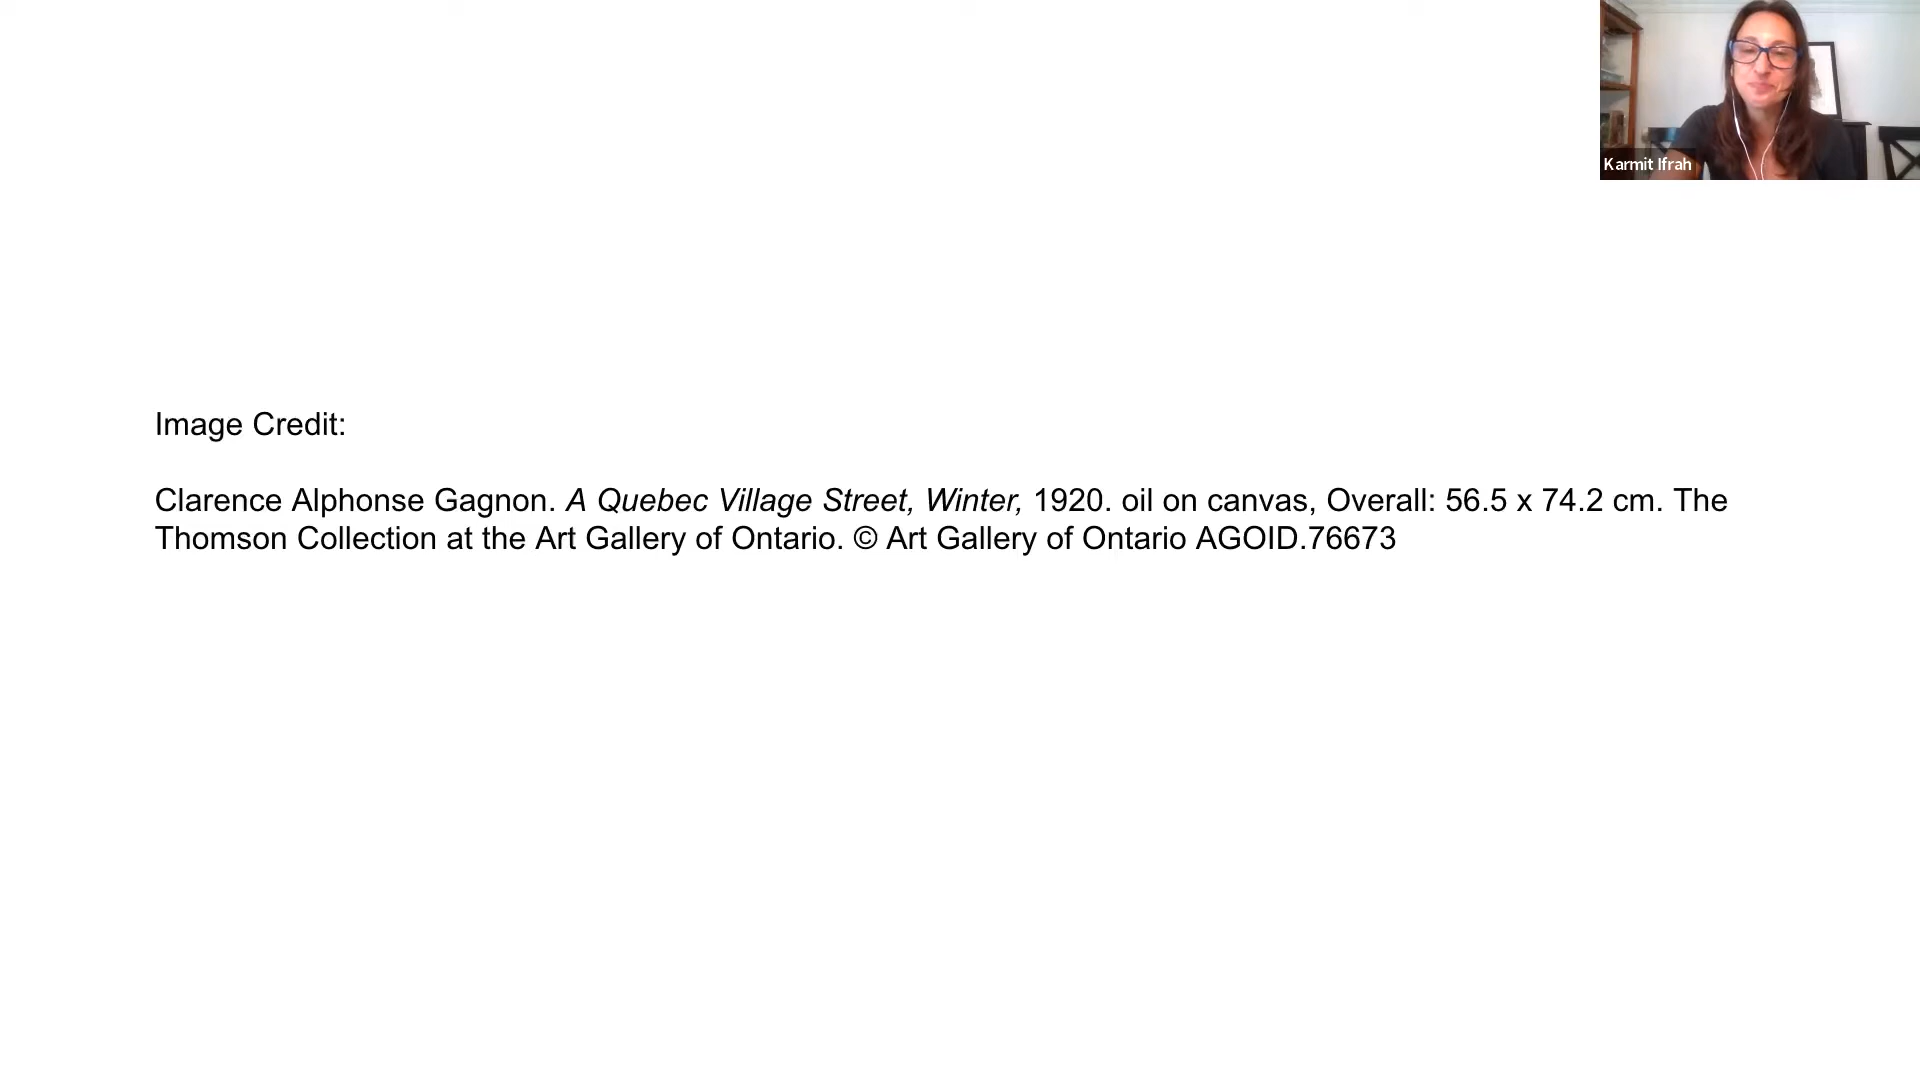 Karmit Ifrah
Image Credit:
Clarence Alphonse Gagnon. A Quebec Village Street, Winter, 1920. oil on canvas, Overall: 56.5 x 74.2 cm. The
Thomson Collection at the Art Gallery of Ontario. © Art Gallery of Ontario AGOID.76673